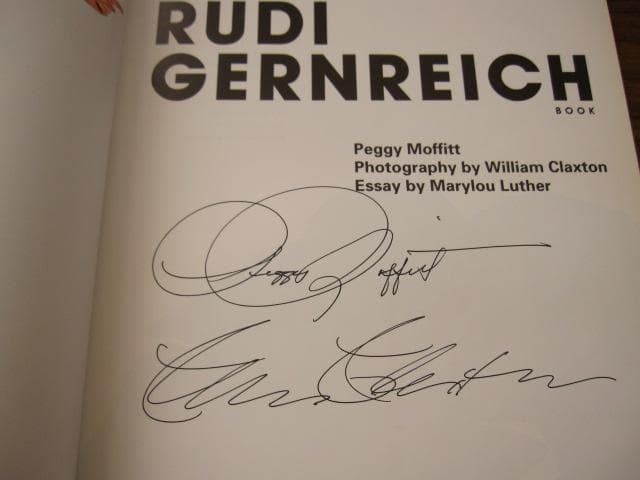 RUDI
GERNREICH
BOOK
Peggy Moffitt
Photography by William Claxton
Essay by Marylou Luther
Peggy Moffitt